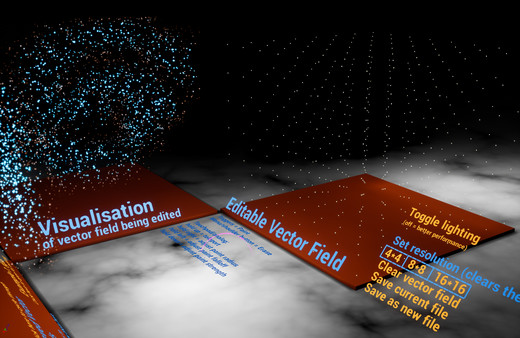 Visualisation
of vector field being edited
Editable Vector Field
Toggle lighting
(off = better performance)
Set resolution (clears the
4*4 8*8 16*16
Clear vector field
Save current file
Save as new file